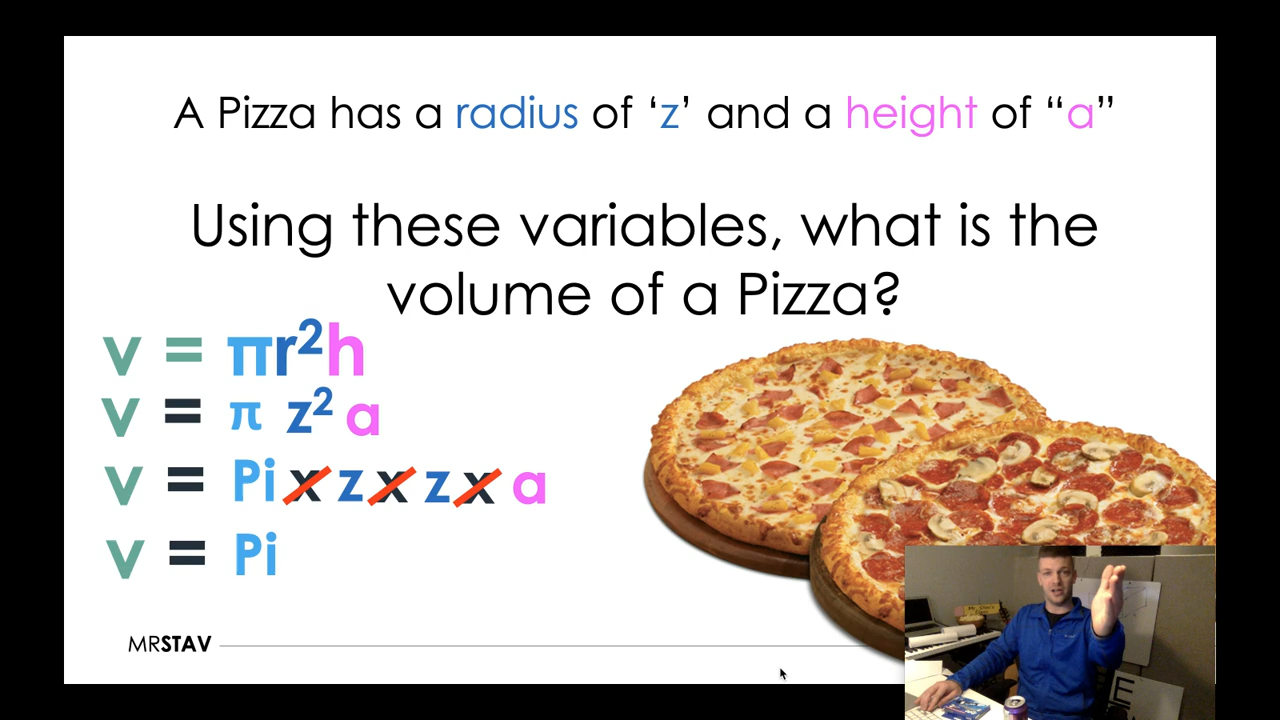 A Pizza has a radius of ‘z’ and a height of “a”
Using these variables, what is the
volume of a Pizza?
v = πr²h
v = π z² a
v = Pi x z x z x a
v = Pi
MRSTAV